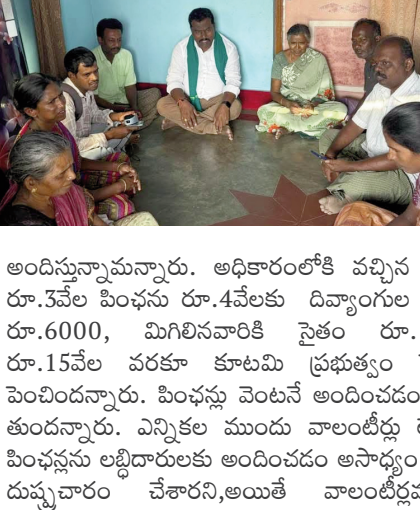 అందిస్తున్నామన్నారు. అధికారంలోకి వచ్చిన
రూ.3వేల పింఛను రూ.4వేలకు దివ్యాంగుల
రూ.6000, మిగిలినవారికి సైతం రూ.
రూ.15వేల వరకూ కూటమి ప్రభుత్వం
పెంచిందన్నారు. పింఛన్లు వెంటనే అందించడం
తుందన్నారు. ఎన్నికల ముందు వాలంటీర్లు
పింఛన్లను లబ్ధిదారులకు అందించడం అసాధ్యం
దుష్ప్రచారం చేశారని,అయితే